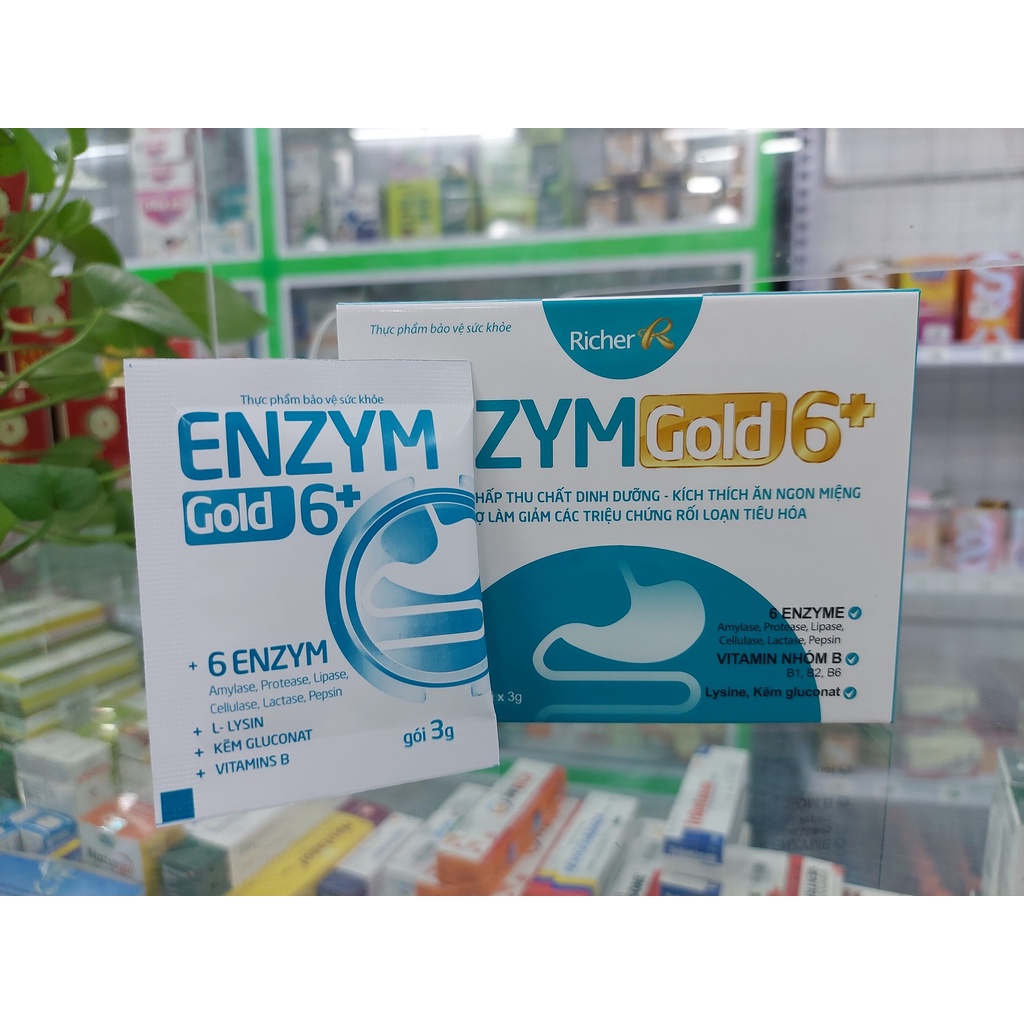 Thực phẩm bảo vệ sức khỏe
Richer R
ZYM Gold 6+
HẤP THU CHẤT DINH DƯỠNG - KÍCH THÍCH ĂN NGON MIỆNG
Ợ LÀM GIẢM CÁC TRIỆU CHỨNG RỐI LOẠN TIÊU HÓA
6 ENZYME
Amylase, Protease, Lipase,
Cellulase, Lactase, Pepsin
VITAMIN NHÓM B
B1, B2, B6
Lysine, Kẽm gluconat
x 3g
Thực phẩm bảo vệ sức khỏe
ENZYM
Gold 6+
+ 6 ENZYM
Amylase, Protease, Lipase,
Cellulase, Lactase, Pepsin
+ L- LYSIN
+ KẼM GLUCONAT
+ VITAMINS B
gói 3g